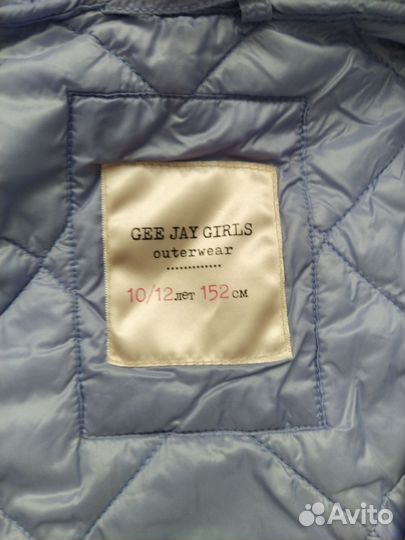 GEE JAY GIRLS
outerwear
.............
10/12 лет 152 см
Avito